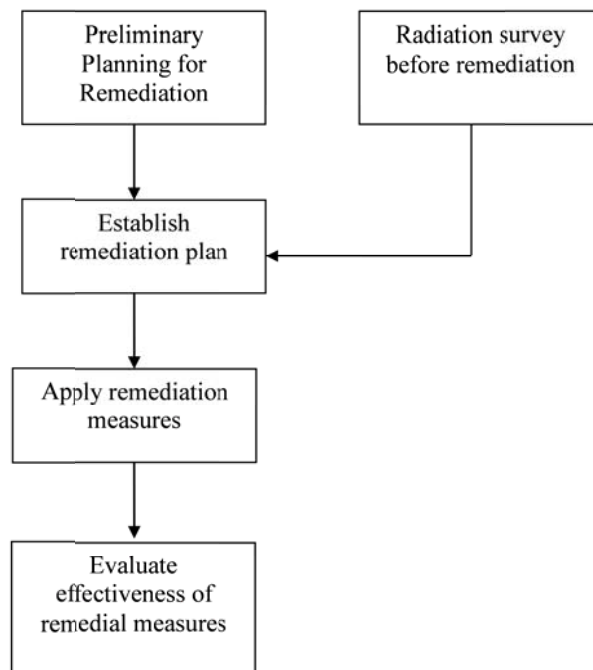 Preliminary
Planning for
Remediation
Radiation survey
before remediation
Establish
remediation plan
Apply remediation
measures
Evaluate
effectiveness of
remedial measures